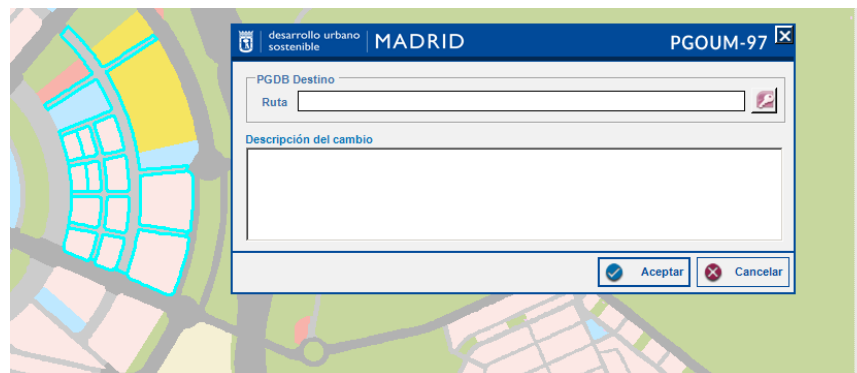 desarrollo urbano
sostenible
MADRID
PGOUM-97
PGDB Destino
Ruta
Descripción del cambio
Aceptar
Cancelar